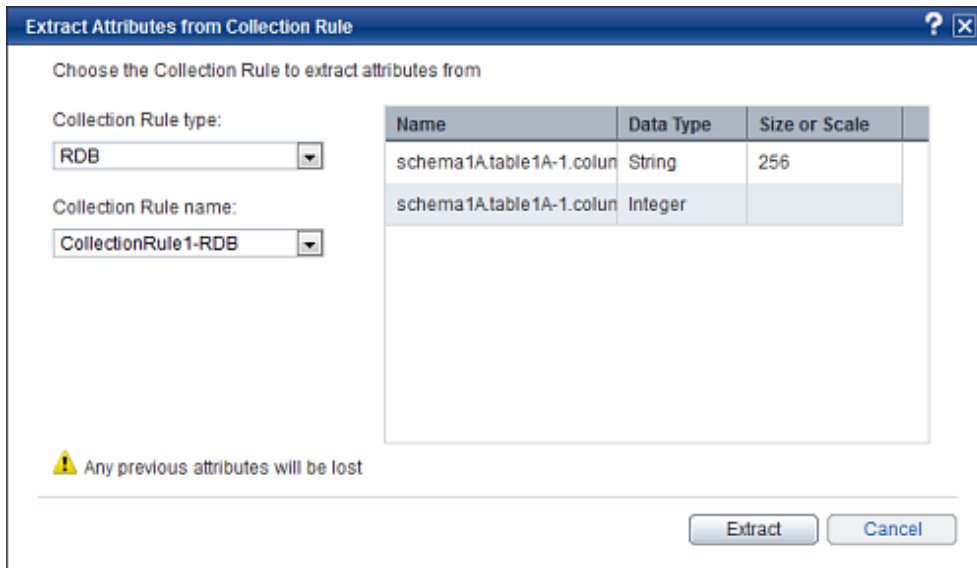 Extract Attributes from Collection Rule ?
Choose the Collection Rule to extract attributes from
Collection Rule type:
RDB
Collection Rule name:
CollectionRule1-RDB
Name Data Type Size or Scale
schema1A.table1A-1.colun String 256
schema1A.table1A-1.colun Integer
Any previous attributes will be lost
Extract Cancel